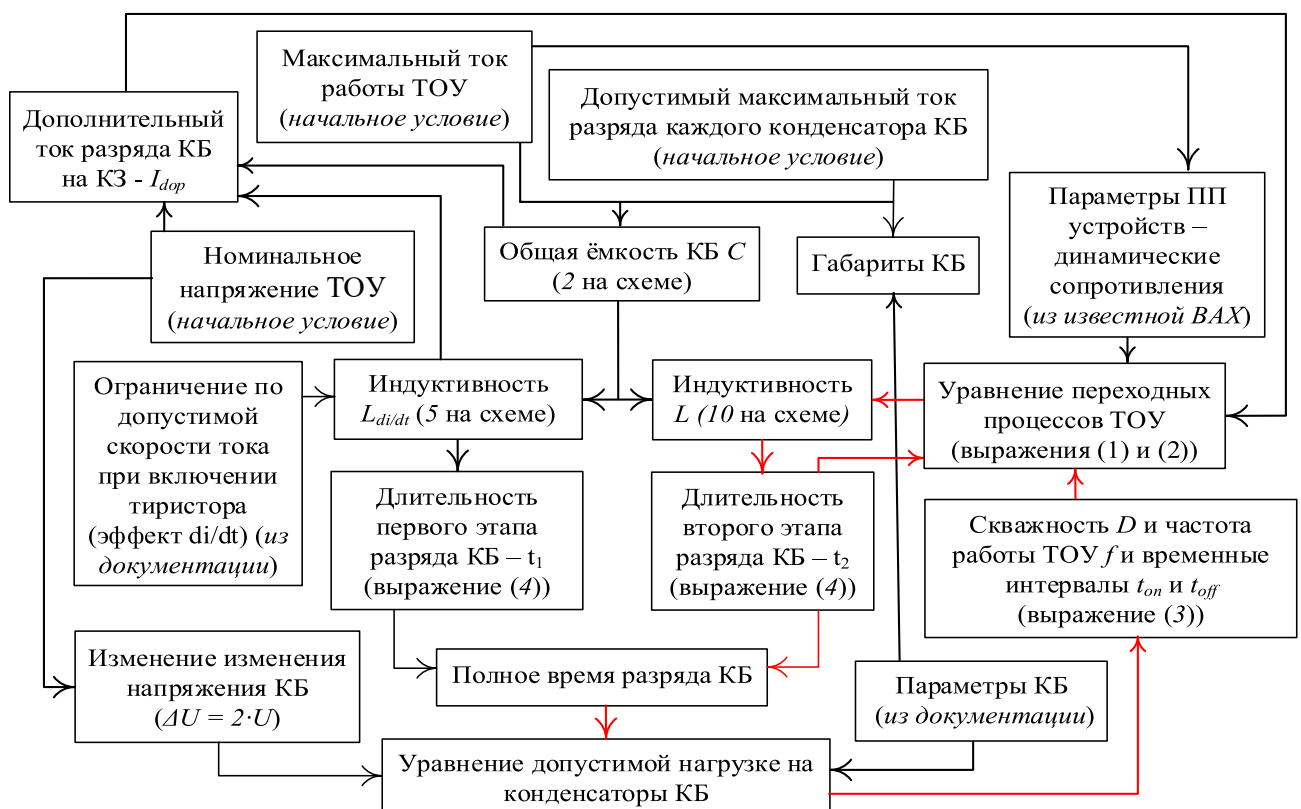 Максимальный ток
работы ТОУ
(начальное условие)
Допустимый максимальный ток
разряда каждого конденсатора КБ
(начальное условие)
Дополнительный
ток разряда КБ
на КЗ - I_dop
Параметры ПП
устройств –
динамические
сопротивления
(из известной ВАХ)
Номинальное
напряжение ТОУ
(начальное условие)
Общая ёмкость КБ C
(2 на схеме)
Габариты КБ
Ограничение по
допустимой
скорости тока
при включении
тиристора
(эффект di/dt) (из
документации)
Индуктивность
L_di/dt (5 на схеме)
Индуктивность
L (10 на схеме)
Уравнение переходных
процессов ТОУ
(выражения (1) и (2))
Длительность
первого этапа
разряда КБ – t₁
(выражение (4))
Длительность
второго этапа
разряда КБ – t₂
(выражение (4))
Скважность D и частота
работы ТОУ f и временные
интервалы t_on и t_off
(выражение (3))
Изменение изменения
напряжения КБ
(ΔU = 2·U)
Полное время разряда КБ
Параметры КБ
(из документации)
Уравнение допустимой нагрузке на
конденсаторы КБ